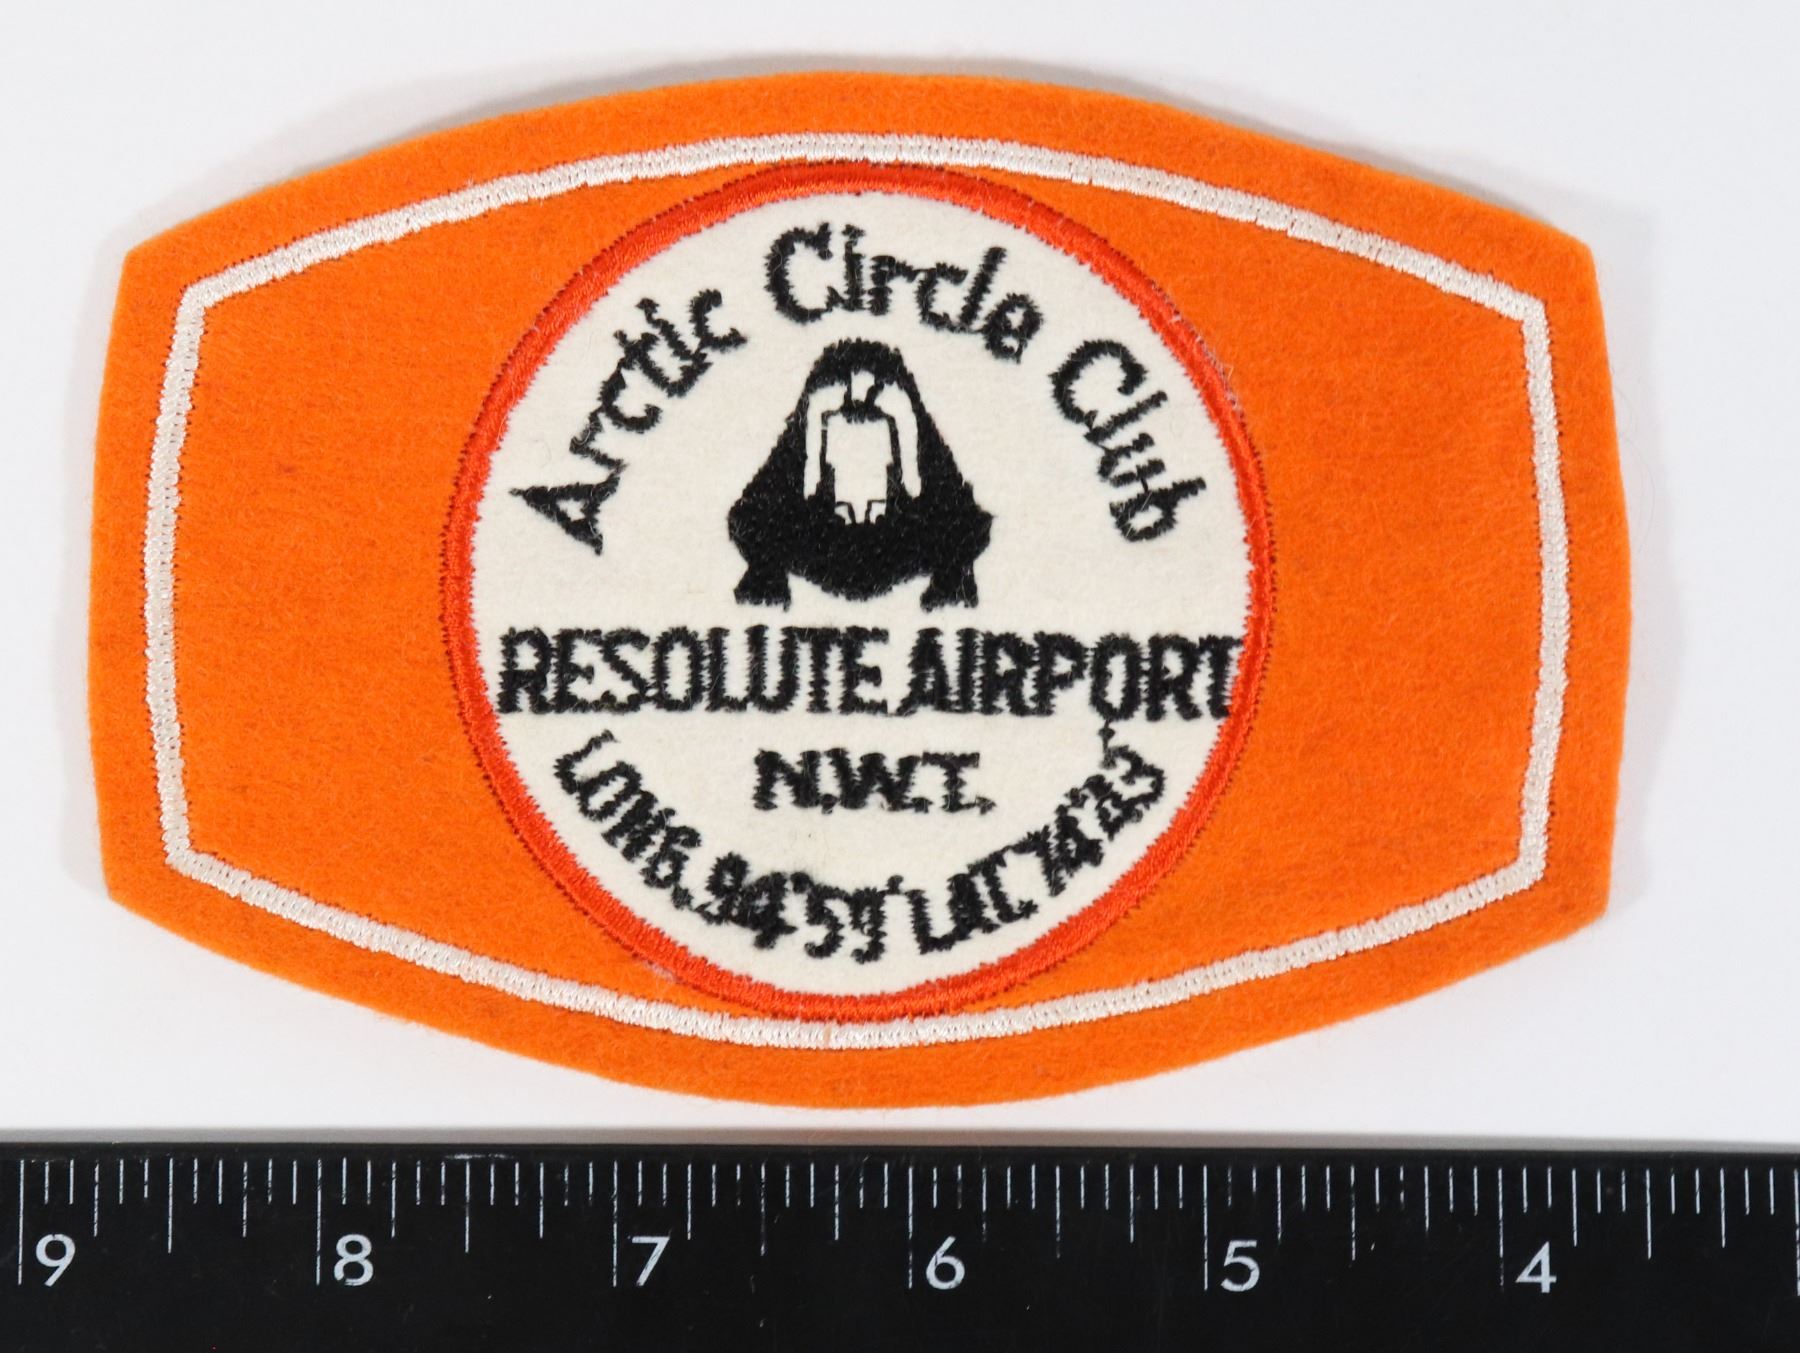 Arctic Circle Club
RESOLUTE AIRPORT
N.W.T.
LONG. 94°59' LAT. 74°43'
9 8 7 6 5 4